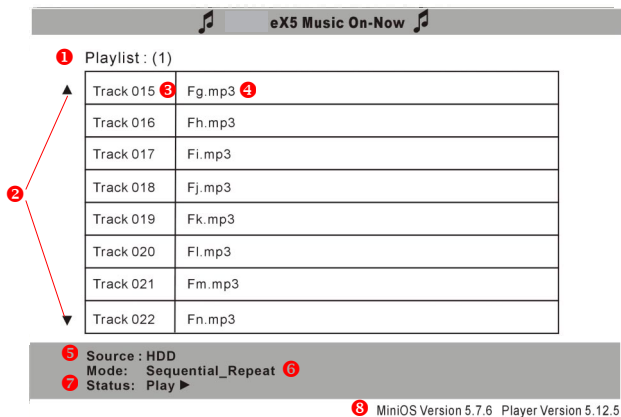 eX5 Music On-Now
1 Playlist : (1)
Track 015 3 Fg.mp3 4
Track 016 Fh.mp3
Track 017 Fi.mp3
2
Track 018 Fj.mp3
Track 019 Fk.mp3
Track 020 Fl.mp3
Track 021 Fm.mp3
Track 022 Fn.mp3
5 Source : HDD
Mode: Sequential_Repeat 6
7 Status: Play ▶
8 MiniOS Version 5.7.6 Player Version 5.12.5